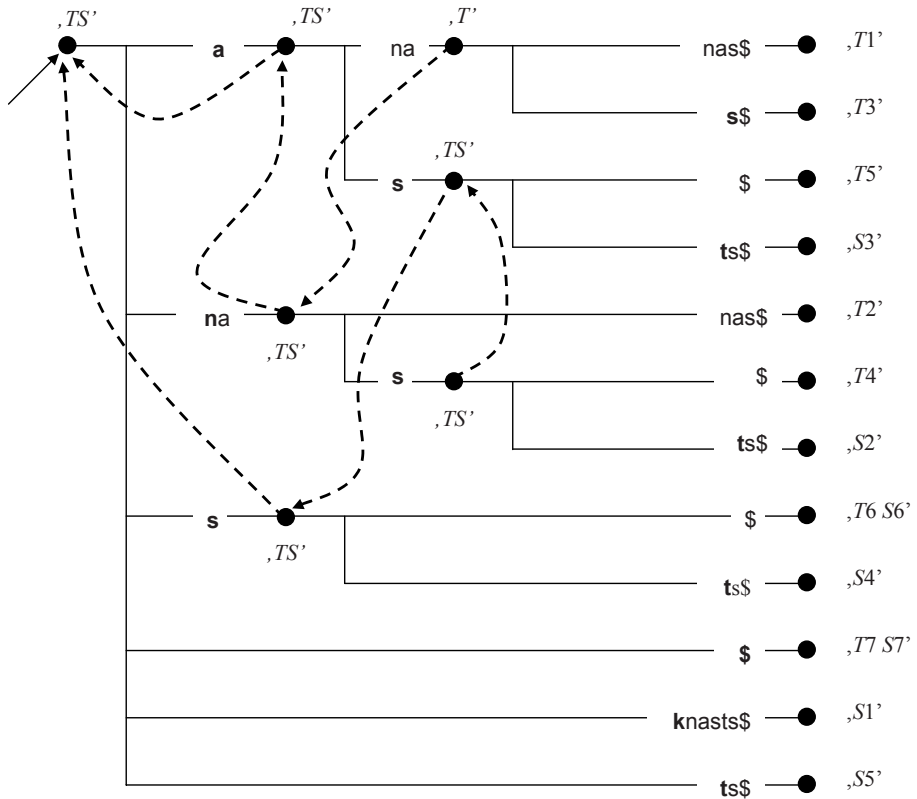 ‚TS’ ‚TS’ ‚T’
a na nas$ ‚T1’
s$ ‚T3’
‚TS’
s $ ‚T5’
ts$ ‚S3’
na nas$ ‚T2’
‚TS’
s $ ‚T4’
‚TS’
ts$ ‚S2’
s $ ‚T6 S6’
‚TS’
ts$ ‚S4’
$ ‚T7 S7’
knasts$ ‚S1’
ts$ ‚S5’